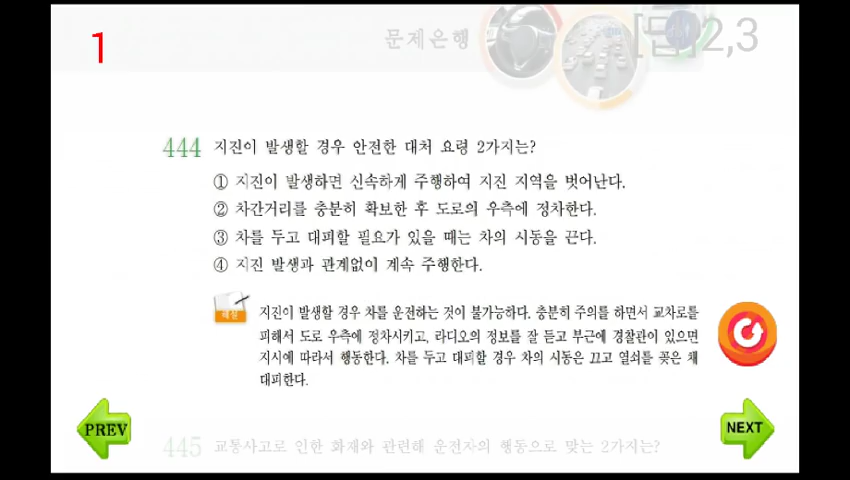 1
문제은행
[답]2,3
444 지진이 발생할 경우 안전한 대처 요령 2가지는?
① 지진이 발생하면 신속하게 주행하여 지진 지역을 벗어난다.
② 차간거리를 충분히 확보한 후 도로의 우측에 정차한다.
③ 차를 두고 대피할 필요가 있을 때는 차의 시동을 끈다.
④ 지진 발생과 관계없이 계속 주행한다.
해설
지진이 발생할 경우 차를 운전하는 것이 불가능하다. 충분히 주의를 하면서 교차로를
피해서 도로 우측에 정차시키고, 라디오의 정보를 잘 듣고 부근에 경찰관이 있으면
지시에 따라서 행동한다. 차를 두고 대피할 경우 차의 시동은 끄고 열쇠를 꽂은 채
대피한다.
PREV
NEXT
445 교통사고로 인한 화재와 관련해 운전자의 행동으로 맞는 2가지는?